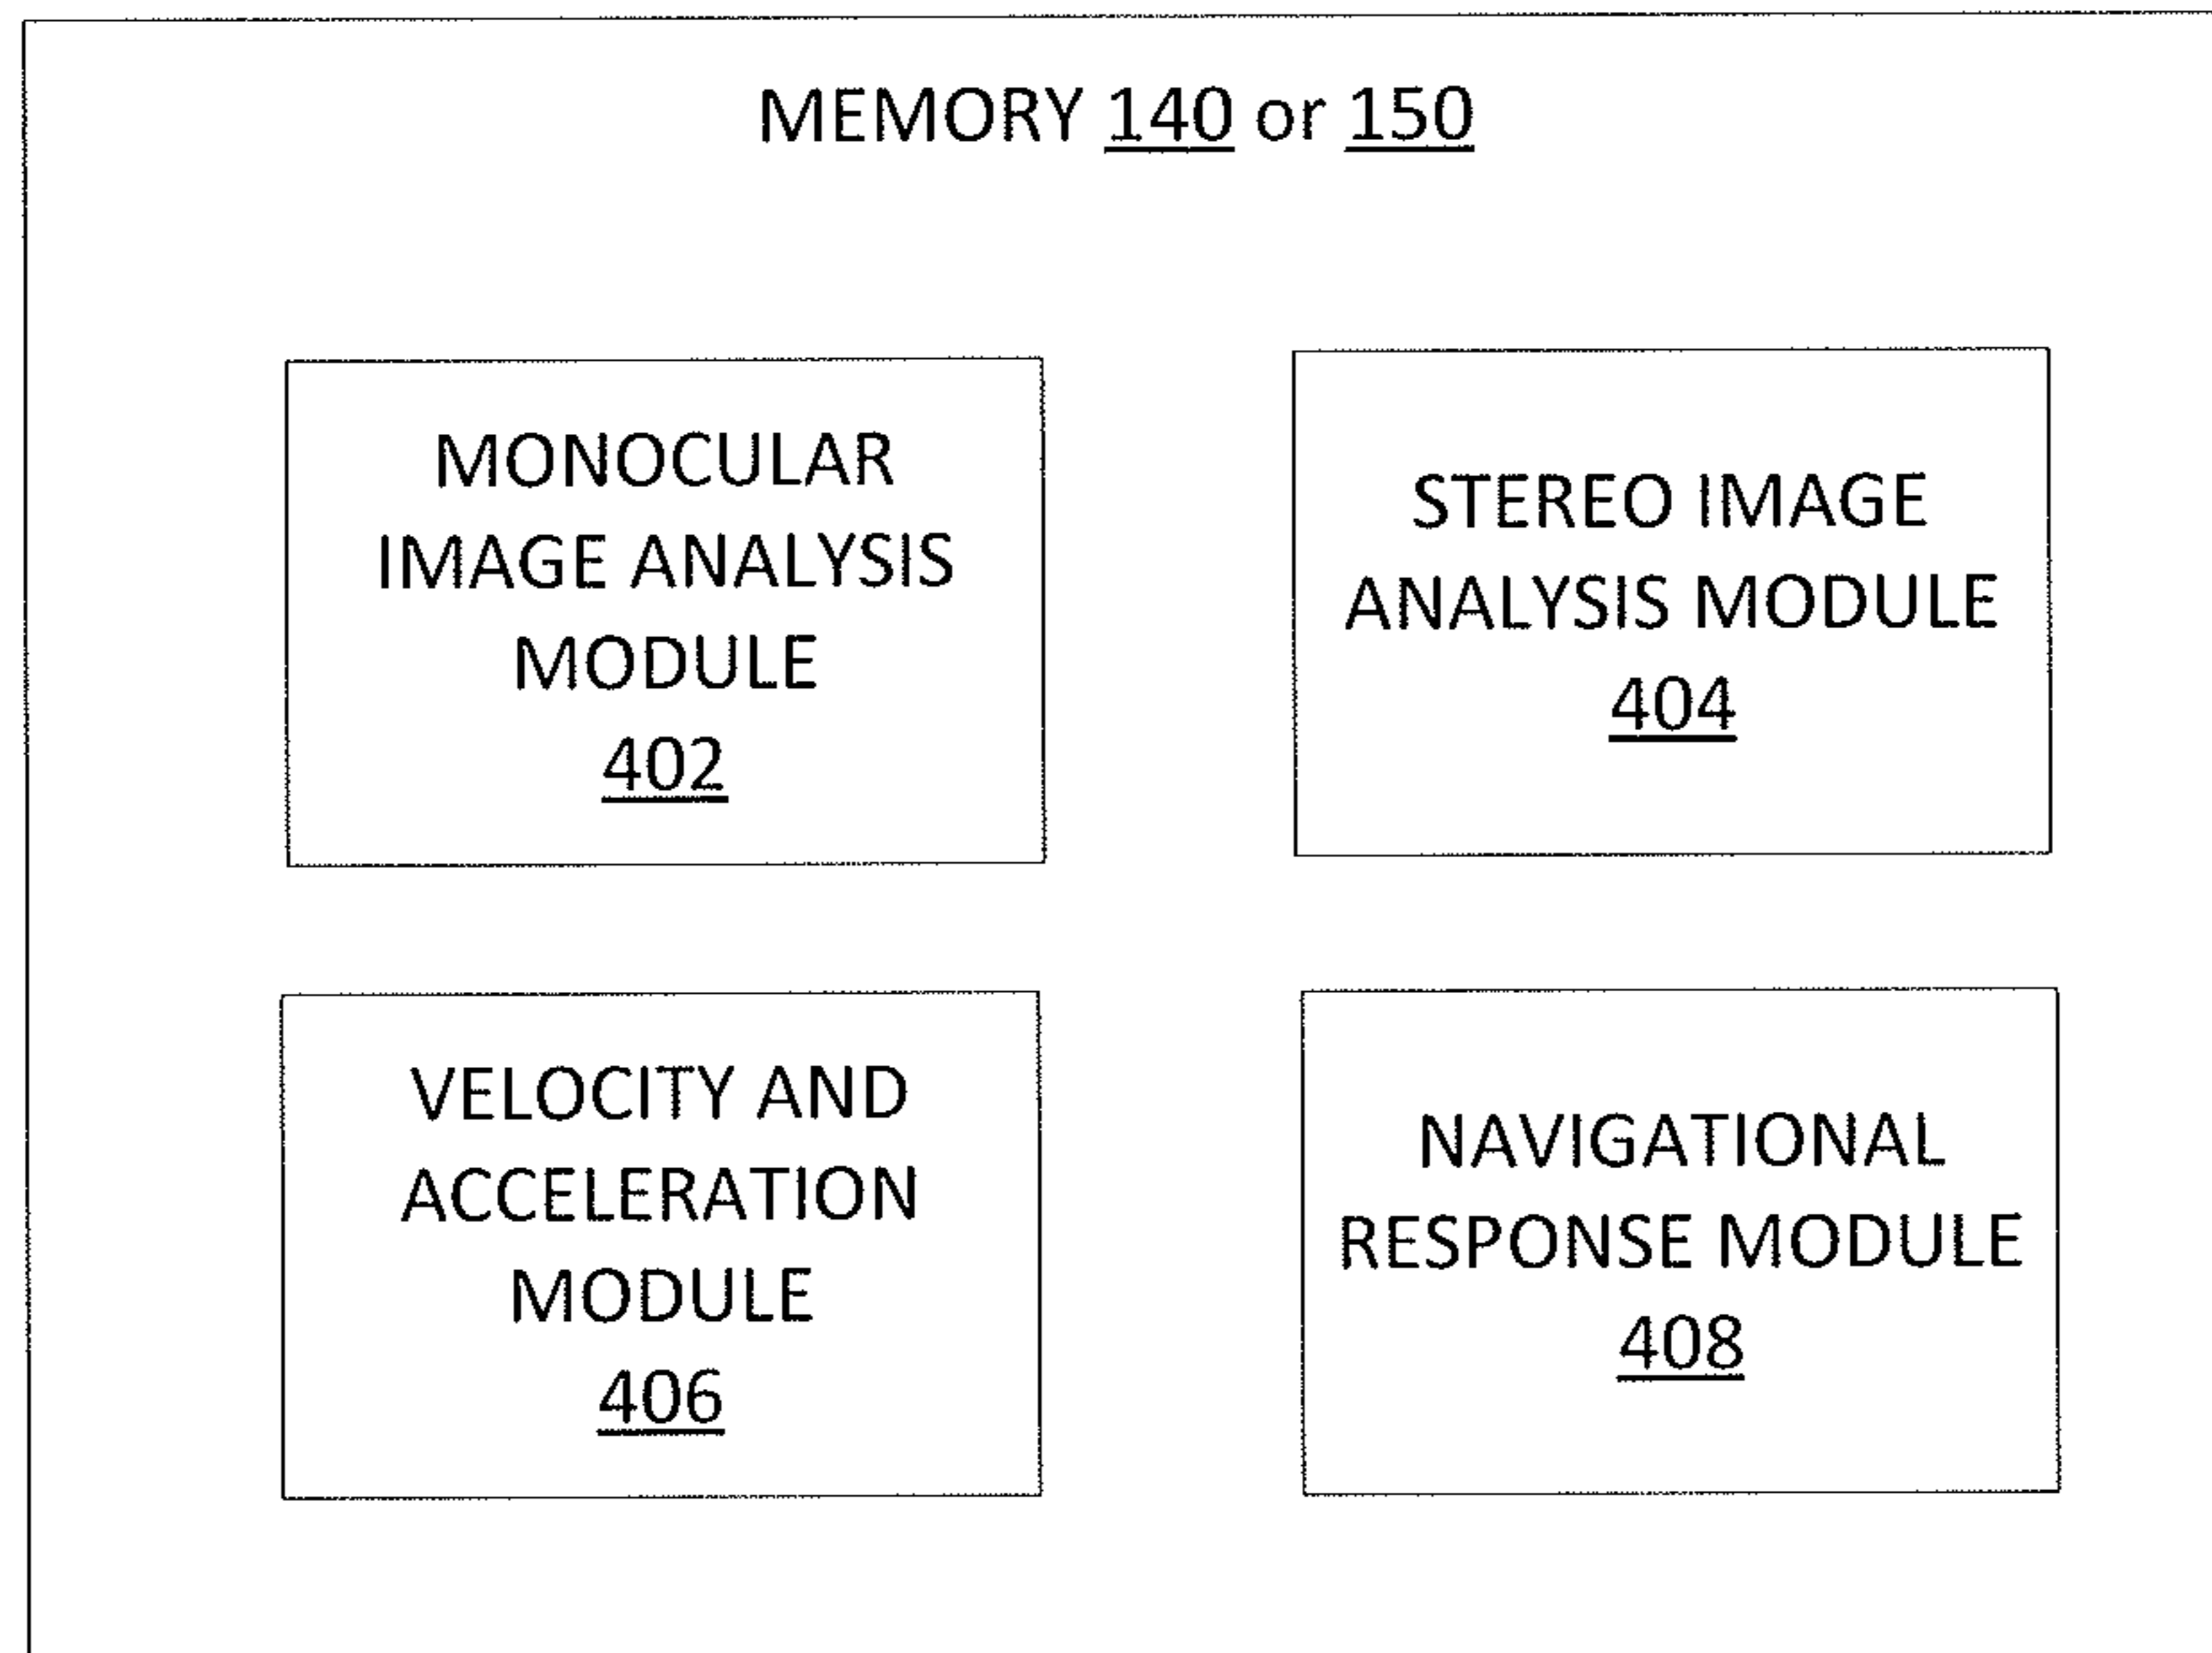 MEMORY 140 or 150
MONOCULAR
IMAGE ANALYSIS
MODULE
402
STEREO IMAGE
ANALYSIS MODULE
404
VELOCITY AND
ACCELERATION
MODULE
406
NAVIGATIONAL
RESPONSE MODULE
408